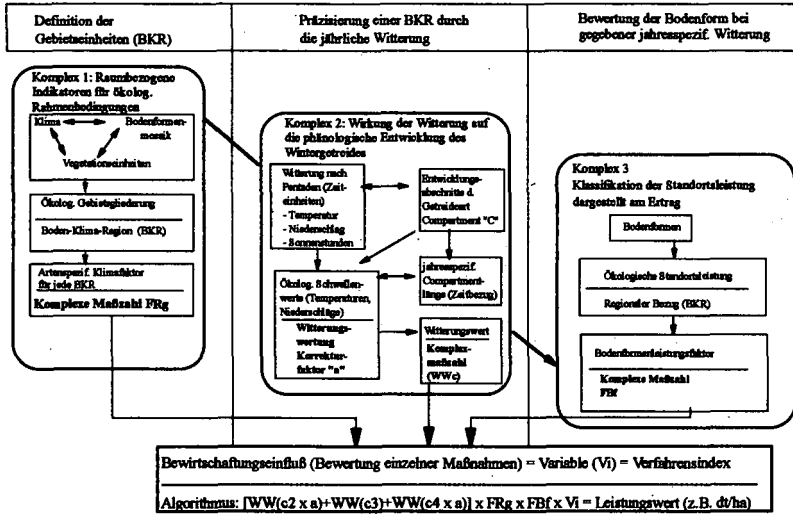 Definition der
Gebietseinheiten (BKR)
Präzisierung einer BKR durch
die jährliche Witterung
Bewertung der Bodenform bei
gegebener jahresspezif. Witterung
Komplex 1: Raumbezogene
Indikatoren für ökolog.
Rahmenbedingungen
Klima
Bodenformen-
mosaik
Vegetationseinheiten
Ökolog. Gebietsgliederung
Boden-Klima-Region (BKR)
Artenspezif. Klimafaktor
für jede BKR
Komplexe Maßzahl FRg
Komplex 2: Wirkung der Witterung auf
die phänologische Entwicklung des
Wintergetreides
Witterung nach
Pentaden (Zeit-
einheiten)
- Temperatur
- Niederschlag
- Sonnenstunden
Entwicklungs-
abschnitte d.
Getreideart
Compartment "C"
Ökolog. Schwellen-
werte (Temperaturen,
Niederschläge)
Witterungs-
wertung
Korrektur-
faktor "a"
jahresspezif.
Compartment-
länge (Zeitbezug)
Witterungswert
Komplex-
maßzahl
(WWc)
Komplex 3
Klassifikation der Standortsleistung
dargestellt am Ertrag
Bodenformen
Ökologische Standortleistung
Regionaler Bezug (BKR)
Bodenformenleistungsfaktor
Komplexe Maßzahl
FBf
Bewirtschaftungseinfluß (Bewertung einzelner Maßnahmen) = Variable (Vi) = Verfahrensindex
Algorithmus: [WW(c2 x a)+WW(c3)+WW(c4 x a)] x FRg x FBf x Vi = Leistungswert (z.B. dt/ha)